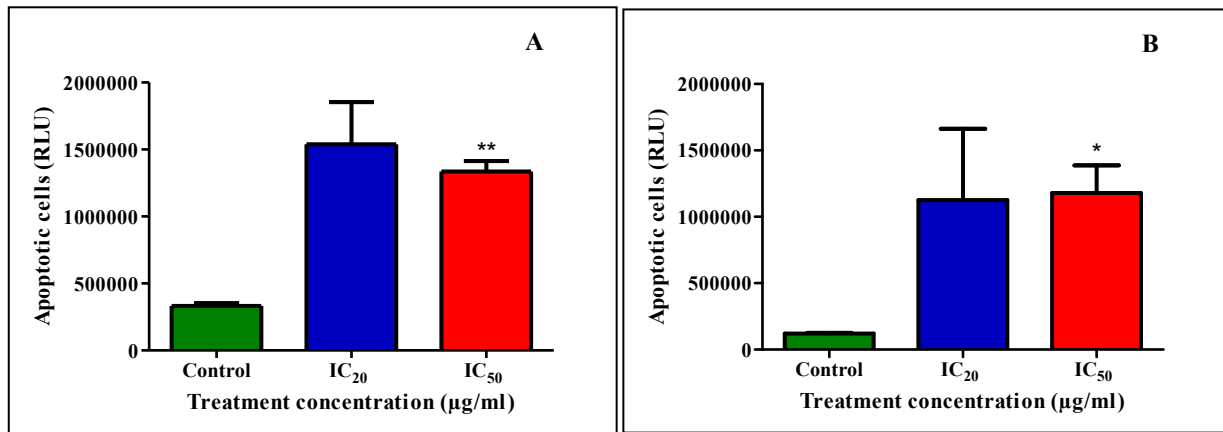 A
Apoptotic cells (RLU)
2000000
1500000
1000000
500000
0
**
Control IC₂₀ IC₅₀
Treatment concentration (µg/ml)
B
Apoptotic cells (RLU)
2000000
1500000
1000000
500000
0
*
Control IC₂₀ IC₅₀
Treatment concentration (µg/ml)